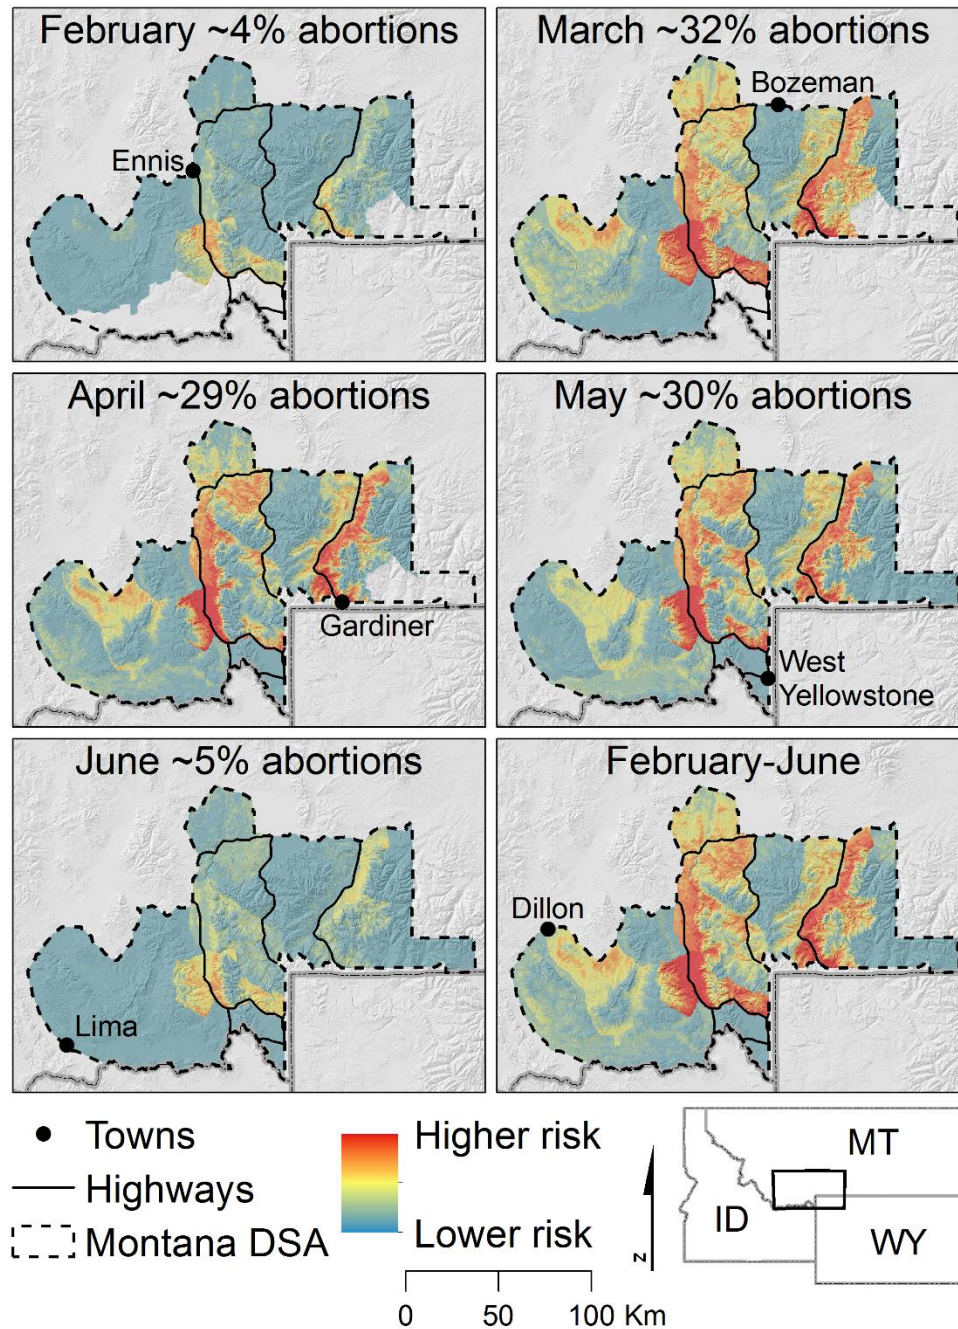 February ~4% abortions
Ennis
March ~32% abortions
Bozeman
April ~29% abortions
Gardiner
May ~30% abortions
West
Yellowstone
June ~5% abortions
Lima
February-June
Dillon
Towns
Highways
Montana DSA
Higher risk
Lower risk
0 50 100 Km
N
MT
ID
WY